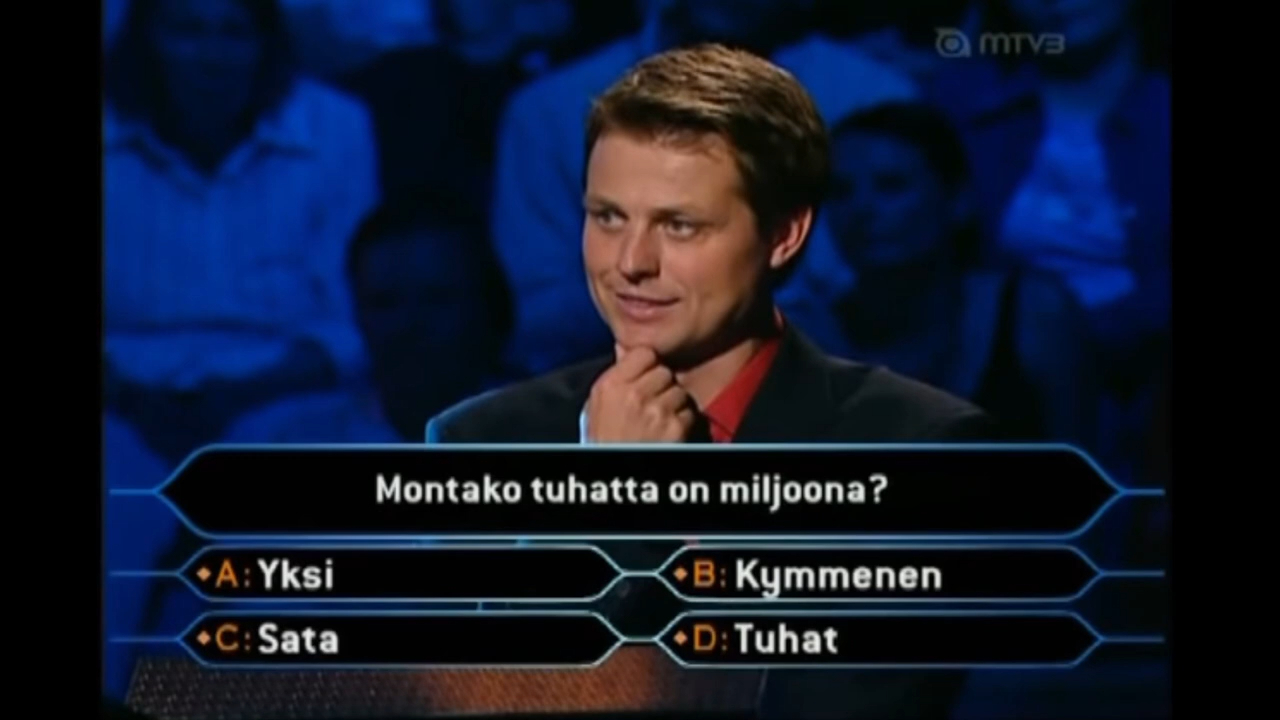 MTV3
Montako tuhatta on miljoona?
A: Yksi
B: Kymmenen
C: Sata
D: Tuhat